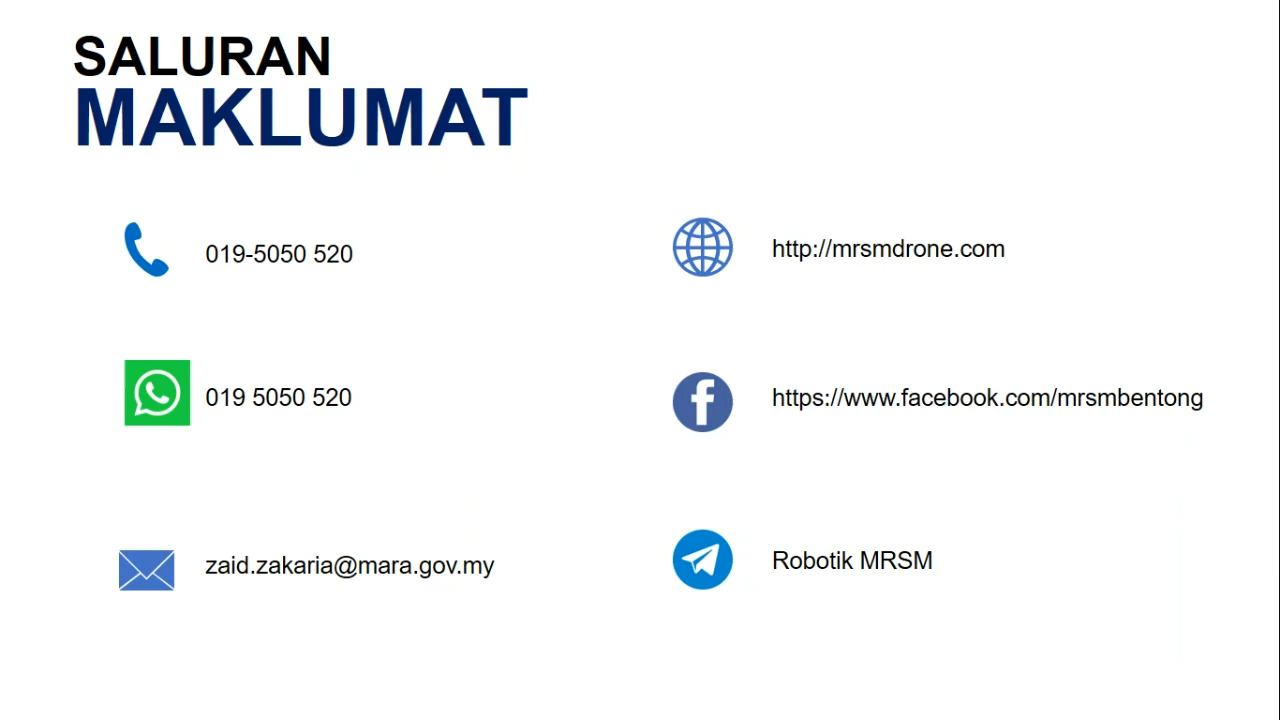 SALURAN
MAKLUMAT
019-5050 520
019 5050 520
zaid.zakaria@mara.gov.my
http://mrsmdrone.com
https://www.facebook.com/mrsmbentong
Robotik MRSM